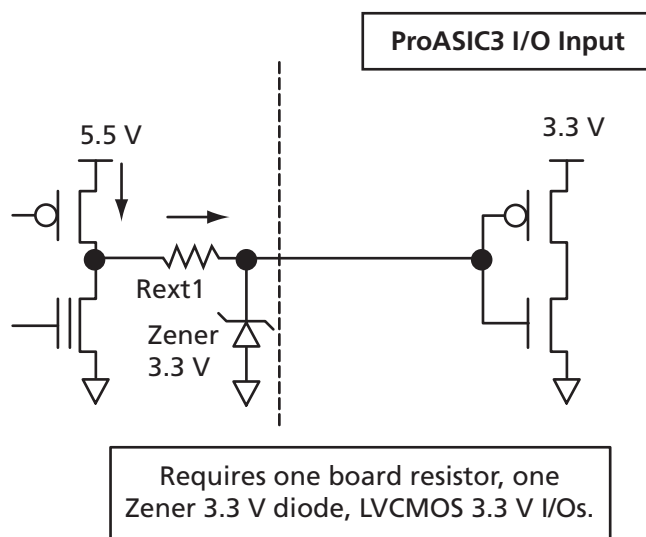 ProASIC3 I/O Input
5.5 V
3.3 V
Rext1
Zener
3.3 V
Requires one board resistor, one
Zener 3.3 V diode, LVCMOS 3.3 V I/Os.